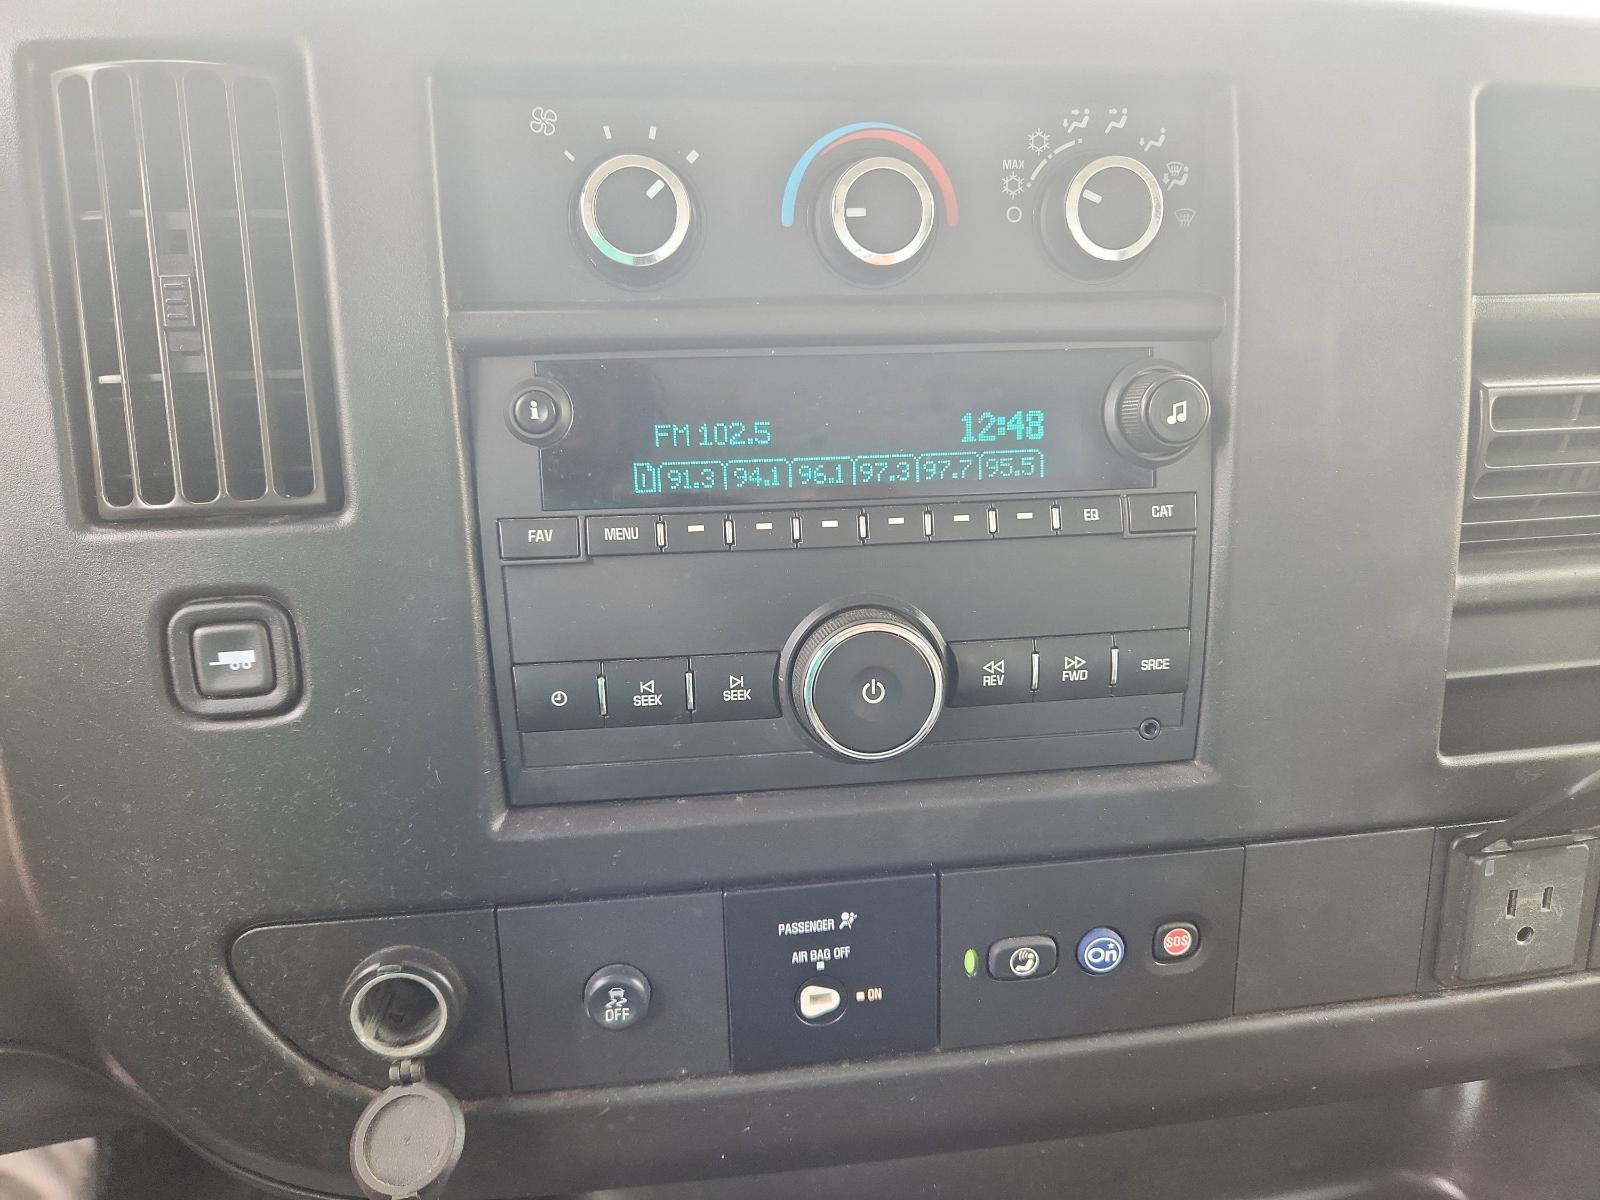 MAX
i
FM 102.5 12:48
1 91.3 94.1 96.1 97.3 97.7 95.5
FAV MENU EQ CAT
SEEK SEEK REV FWD SRCE
PASSENGER
AIR BAG OFF
ON
OFF
On
SOS